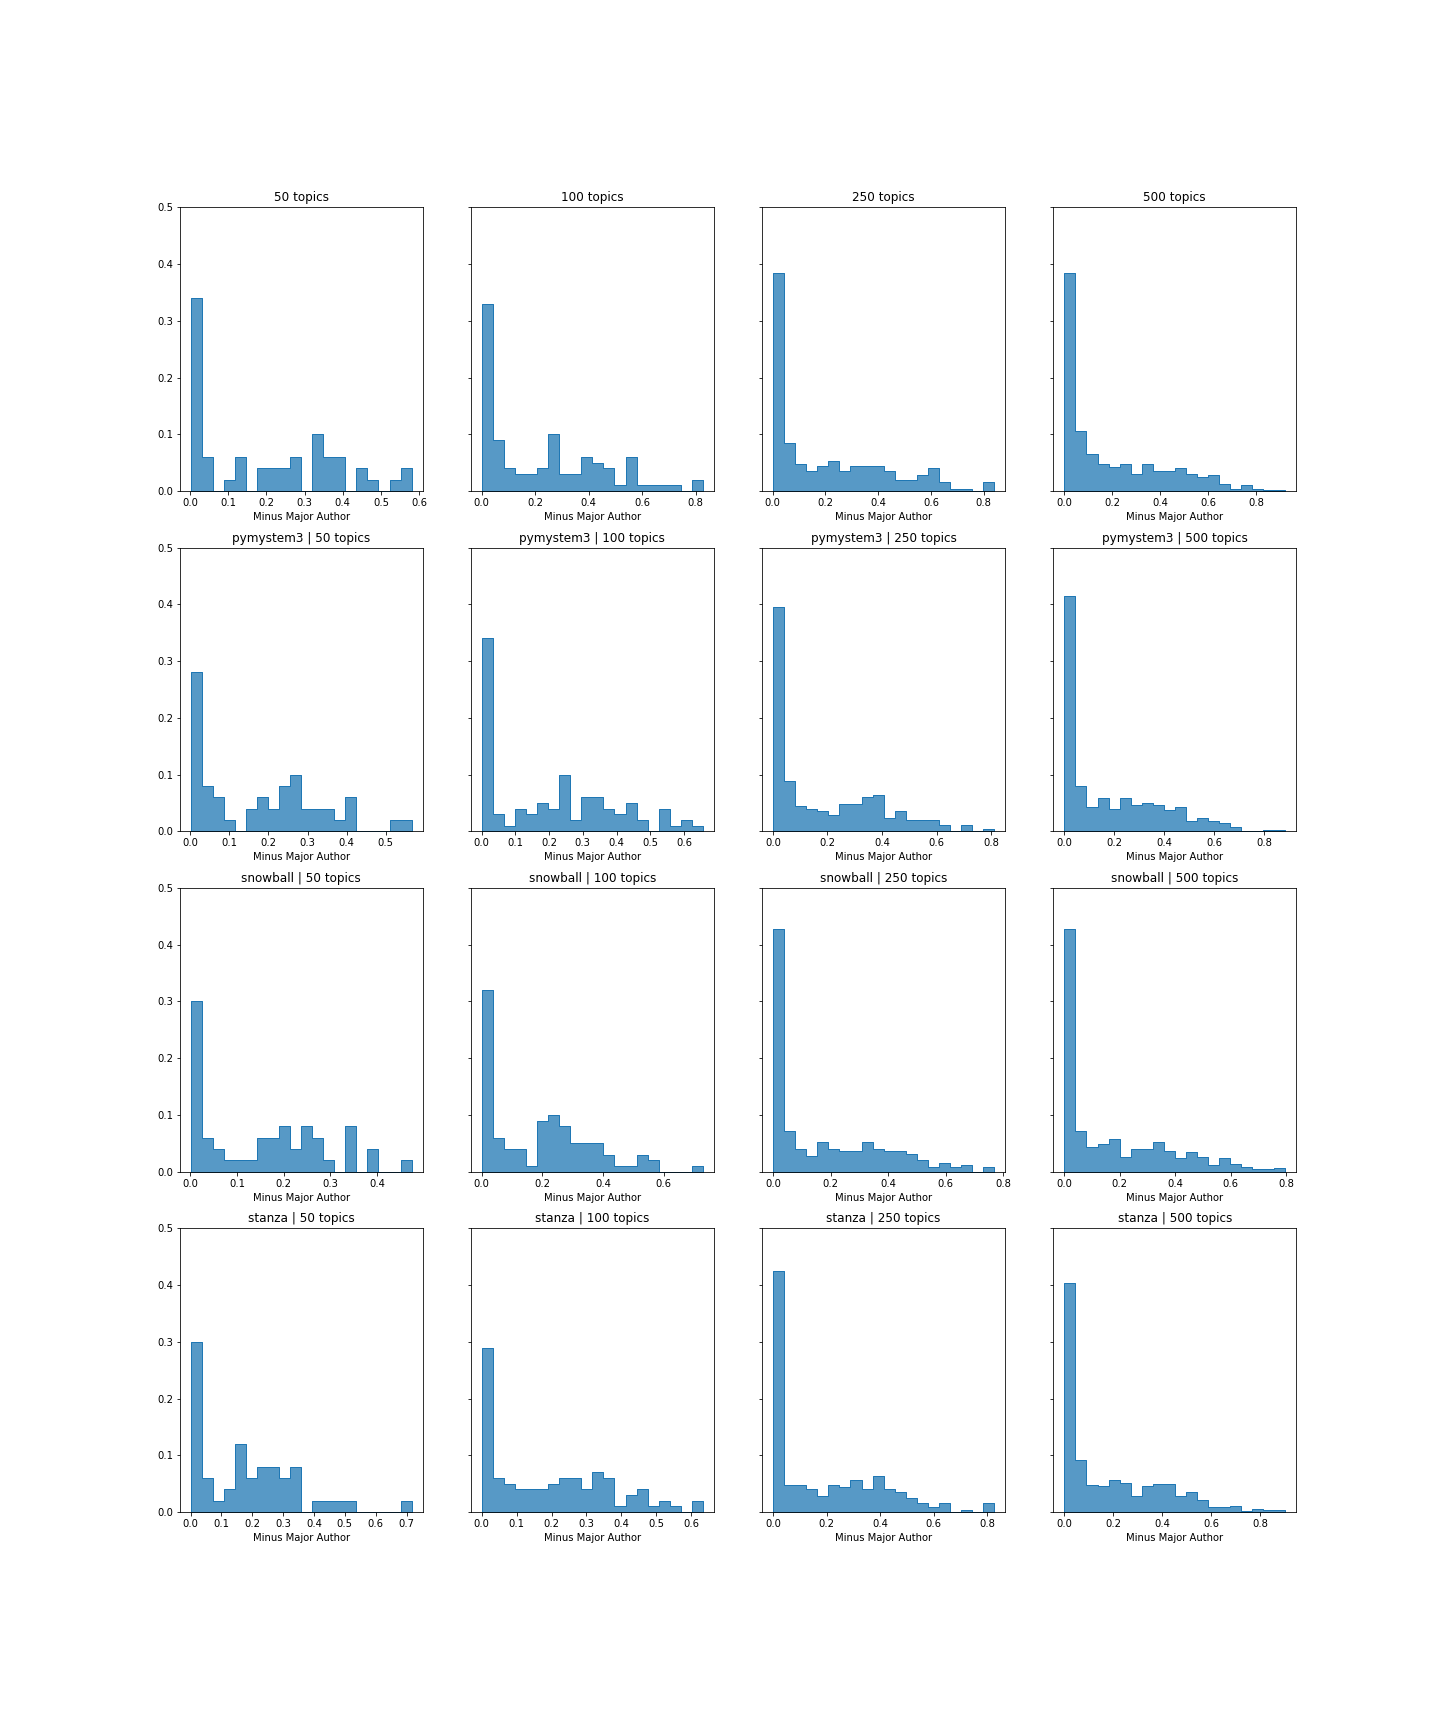 50 topics 100 topics 250 topics 500 topics
0.5
0.4
0.3
0.2
0.1
0.0
0.0 0.1 0.2 0.3 0.4 0.5 0.6 0.0 0.2 0.4 0.6 0.8 0.0 0.2 0.4 0.6 0.8 0.0 0.2 0.4 0.6 0.8
Minus Major Author Minus Major Author Minus Major Author Minus Major Author
pymystem3 | 50 topics pymystem3 | 100 topics pymystem3 | 250 topics pymystem3 | 500 topics
0.5
0.4
0.3
0.2
0.1
0.0
0.0 0.1 0.2 0.3 0.4 0.5 0.0 0.1 0.2 0.3 0.4 0.5 0.6 0.0 0.2 0.4 0.6 0.8 0.0 0.2 0.4 0.6 0.8
Minus Major Author Minus Major Author Minus Major Author Minus Major Author
snowball | 50 topics snowball | 100 topics snowball | 250 topics snowball | 500 topics
0.5
0.4
0.3
0.2
0.1
0.0
0.0 0.1 0.2 0.3 0.4 0.0 0.2 0.4 0.6 0.0 0.2 0.4 0.6 0.8 0.0 0.2 0.4 0.6 0.8
Minus Major Author Minus Major Author Minus Major Author Minus Major Author
stanza | 50 topics stanza | 100 topics stanza | 250 topics stanza | 500 topics
0.5
0.4
0.3
0.2
0.1
0.0
0.0 0.1 0.2 0.3 0.4 0.5 0.6 0.7 0.0 0.1 0.2 0.3 0.4 0.5 0.6 0.0 0.2 0.4 0.6 0.8 0.0 0.2 0.4 0.6 0.8
Minus Major Author Minus Major Author Minus Major Author Minus Major Author